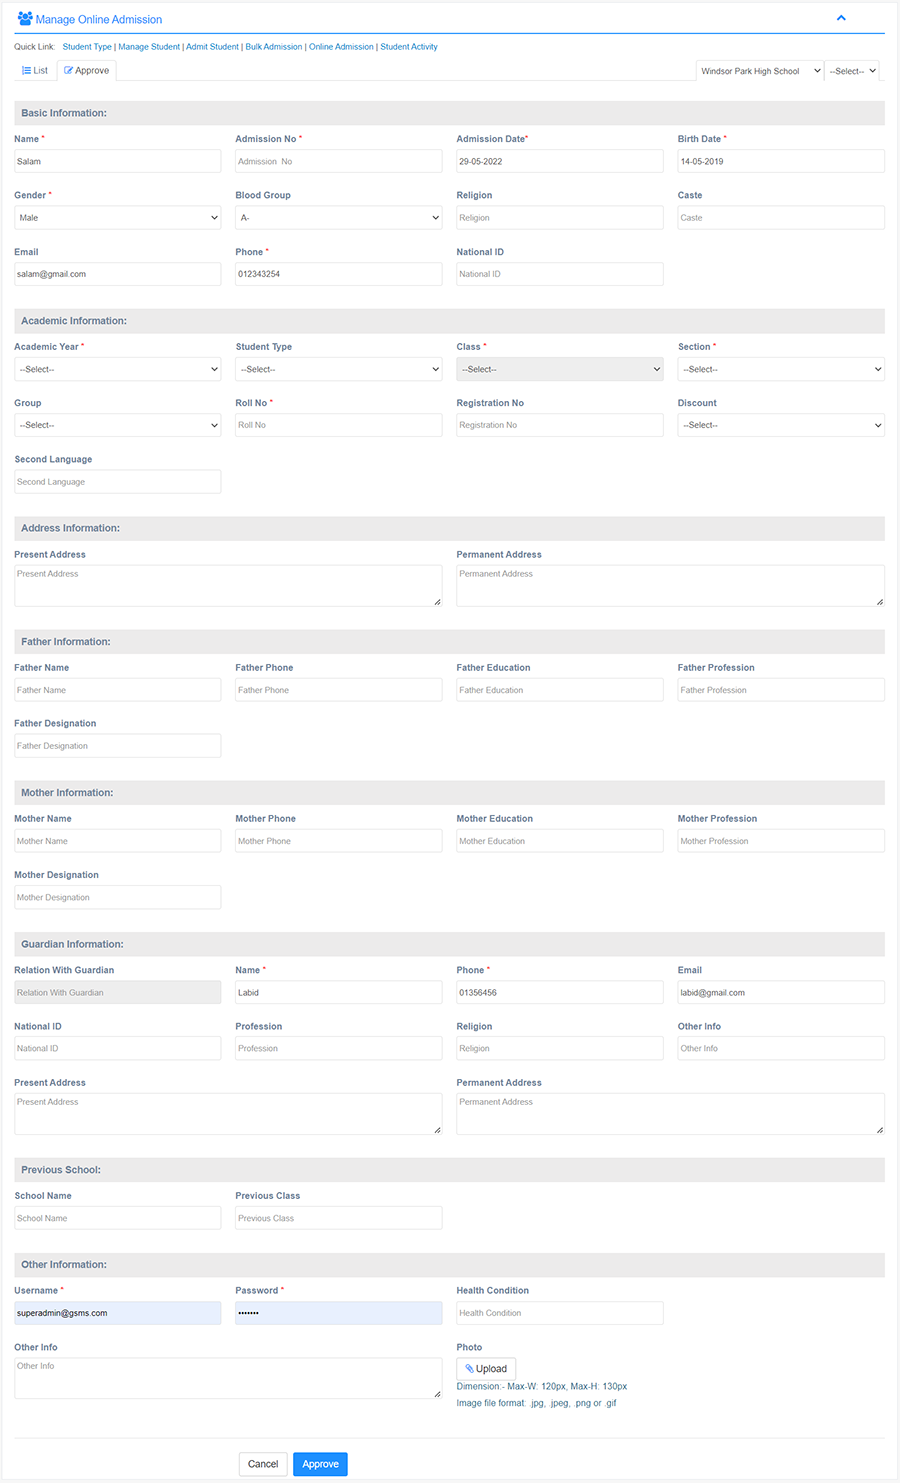 Manage Online Admission
Quick Link: Student Type | Manage Student | Admit Student | Bulk Admission | Online Admission | Student Activity
List Approve Windsor Park High School --Select--
Basic Information:
Name * Admission No * Admission Date* Birth Date *
Salam Admission No 29-05-2022 14-05-2019
Gender * Blood Group Religion Caste
Male A- Religion Caste
Email Phone * National ID
salam@gmail.com 012343254 National ID
Academic Information:
Academic Year * Student Type Class * Section *
--Select-- --Select-- --Select-- --Select--
Group Roll No * Registration No Discount
--Select-- Roll No Registration No --Select--
Second Language
Second Language
Address Information:
Present Address Permanent Address
Present Address Permanent Address
Father Information:
Father Name Father Phone Father Education Father Profession
Father Name Father Phone Father Education Father Profession
Father Designation
Father Designation
Mother Information:
Mother Name Mother Phone Mother Education Mother Profession
Mother Name Mother Phone Mother Education Mother Profession
Mother Designation
Mother Designation
Guardian Information:
Relation With Guardian Name * Phone * Email
Relation With Guardian Labid 01356456 labid@gmail.com
National ID Profession Religion Other Info
National ID Profession Religion Other Info
Present Address Permanent Address
Present Address Permanent Address
Previous School:
School Name Previous Class
School Name Previous Class
Other Information:
Username * Password * Health Condition
superadmin@gsms.com ••••••• Health Condition
Other Info Photo
Other Info Upload
Dimension:- Max-W: 120px, Max-H: 130px
Image file format: .jpg, .jpeg, .png or .gif
Cancel Approve